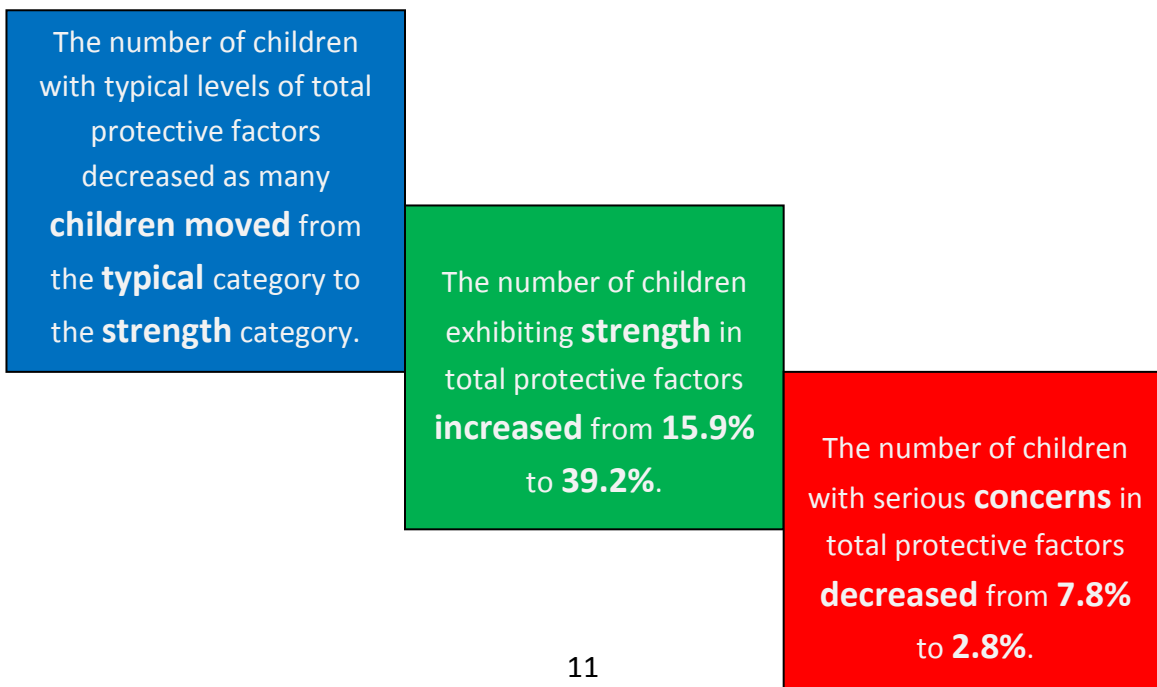 The number of children
with typical levels of total
protective factors
decreased as many
children moved from
the typical category to
the strength category.
The number of children
exhibiting strength in
total protective factors
increased from 15.9%
to 39.2%.
The number of children
with serious concerns in
total protective factors
decreased from 7.8%
to 2.8%.
11